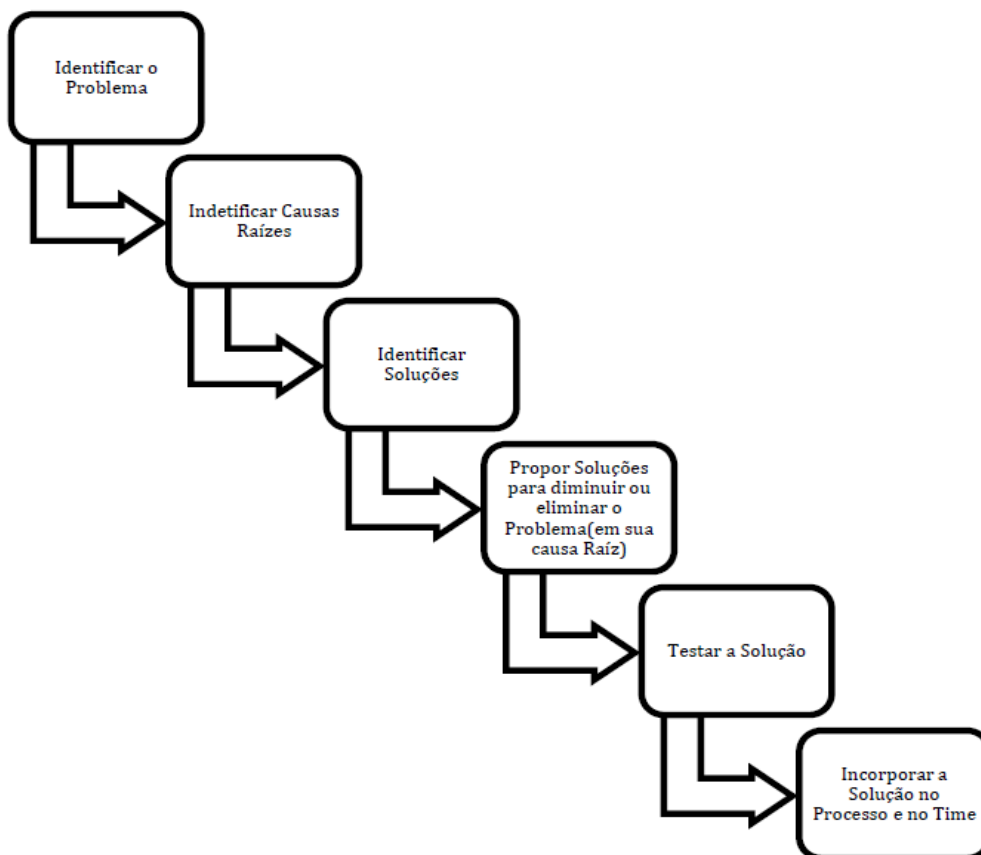 Identificar o
Problema
Indetificar Causas
Raízes
Identificar
Soluções
Propor Soluções
para diminuir ou
eliminar o
Problema(em sua
causa Raíz)
Testar a Solução
Incorporar a
Solução no
Processo e no Time